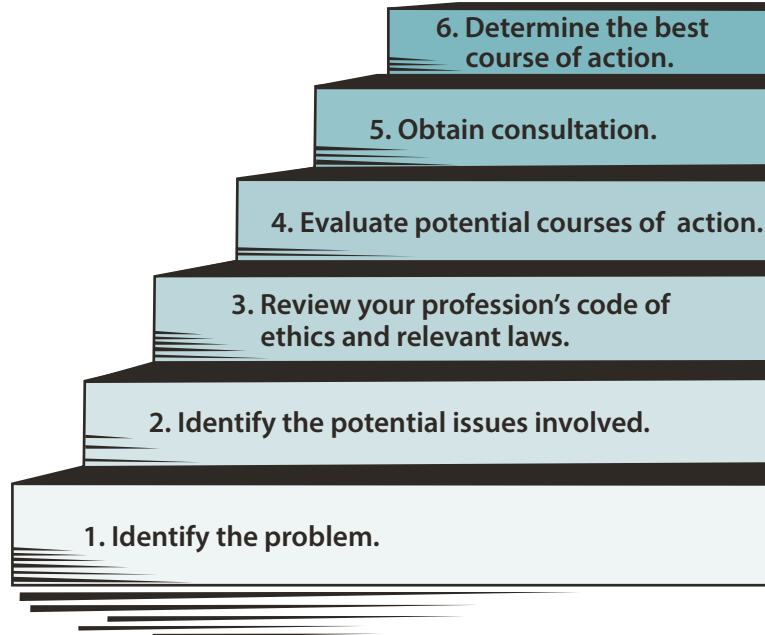 6. Determine the best
course of action.
5. Obtain consultation.
4. Evaluate potential courses of action.
3. Review your profession’s code of
ethics and relevant laws.
2. Identify the potential issues involved.
1. Identify the problem.